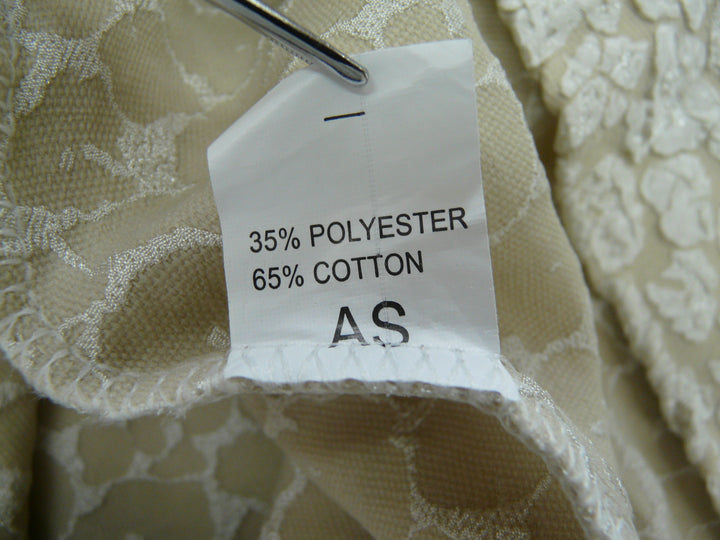 35% POLYESTER
65% COTTON
AS